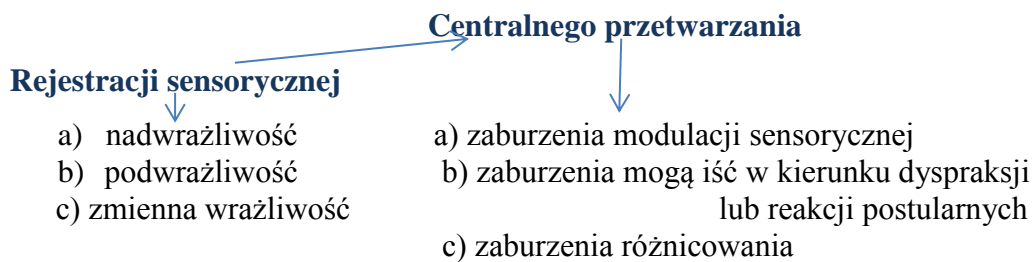 Centralnego przetwarzania
Rejestracji sensorycznej
a) nadwrażliwość
b) podwrażliwość
c) zmienna wrażliwość
a) zaburzenia modulacji sensorycznej
b) zaburzenia mogą iść w kierunku dyspraksji
lub reakcji postularnych
c) zaburzenia różnicowania